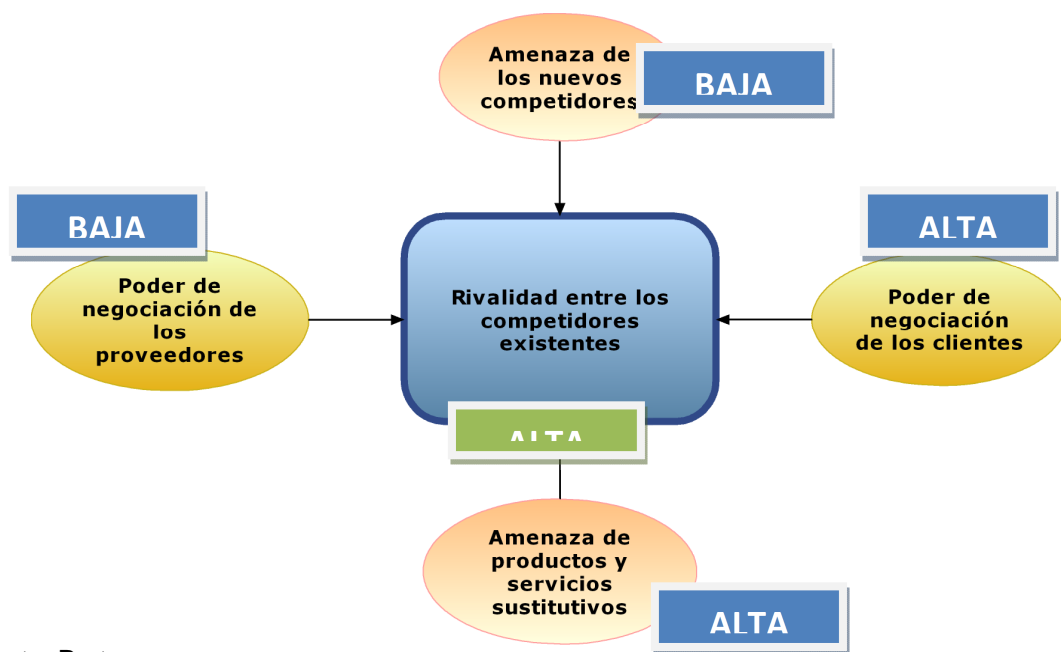 Amenaza de
los nuevos
competidores
BAJA
BAJA
ALTA
Poder de
negociación de
los
proveedores
Rivalidad entre los
competidores
existentes
Poder de
negociación
de los clientes
ALTA
Amenaza de
productos y
servicios
sustitutivos
ALTA